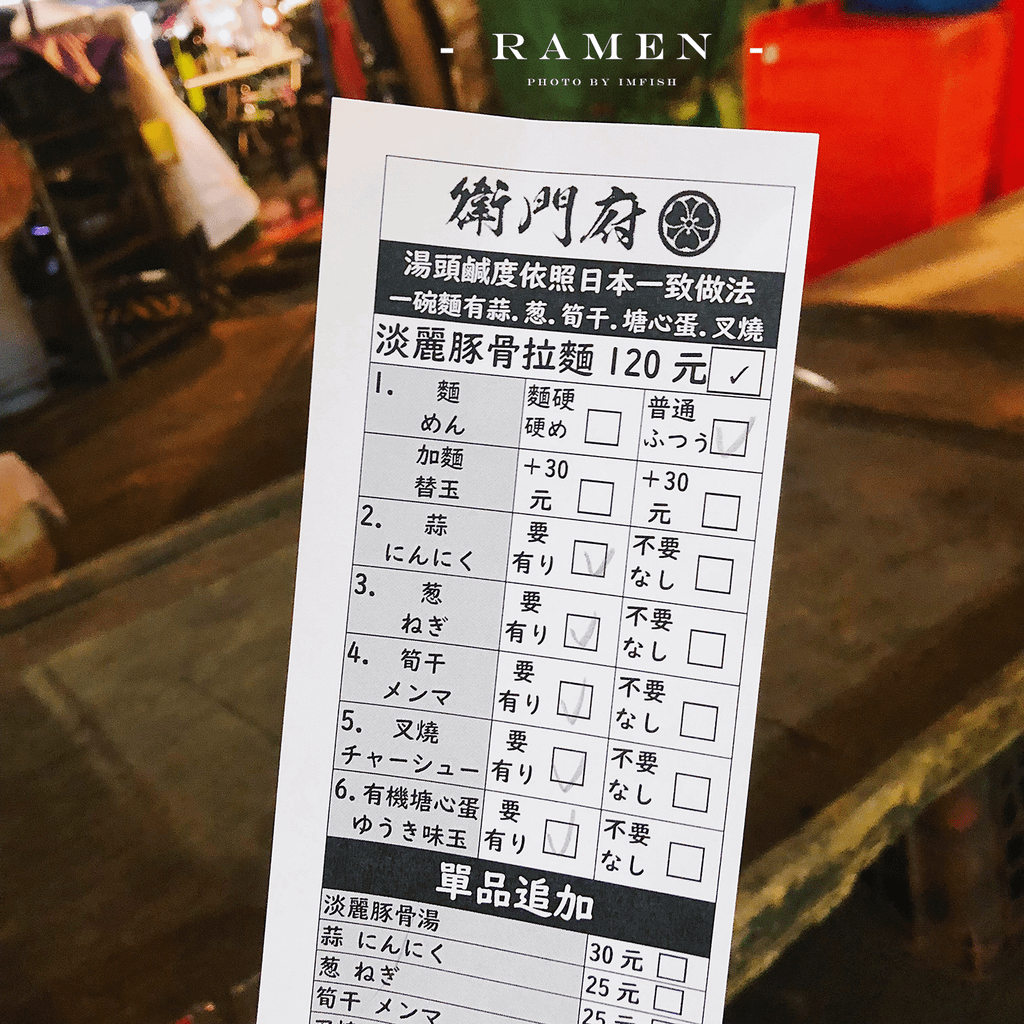 - RAMEN -
PHOTO BY IMFISH
衛門府
湯頭鹹度依照日本一致做法
一碗麵有蒜.葱.筍干.塘心蛋.叉燒
淡麗豚骨拉麵 120 元 ✓
1. 麵 麵硬 普通
めん 硬め ふつう
加麵 +30 +30
替玉 元 元
2. 蒜 要 不要
にんにく 有り なし
3. 葱 要 不要
ねぎ 有り なし
4. 筍干 要 不要
メンマ 有り なし
5. 叉燒 要 不要
チャーシュー 有り なし
6.有機塘心蛋 要 不要
ゆうき味玉 有り なし
單品追加
淡麗豚骨湯 30 元
蒜 にんにく 25 元
葱 ねぎ 25 元
筍干 メンマ